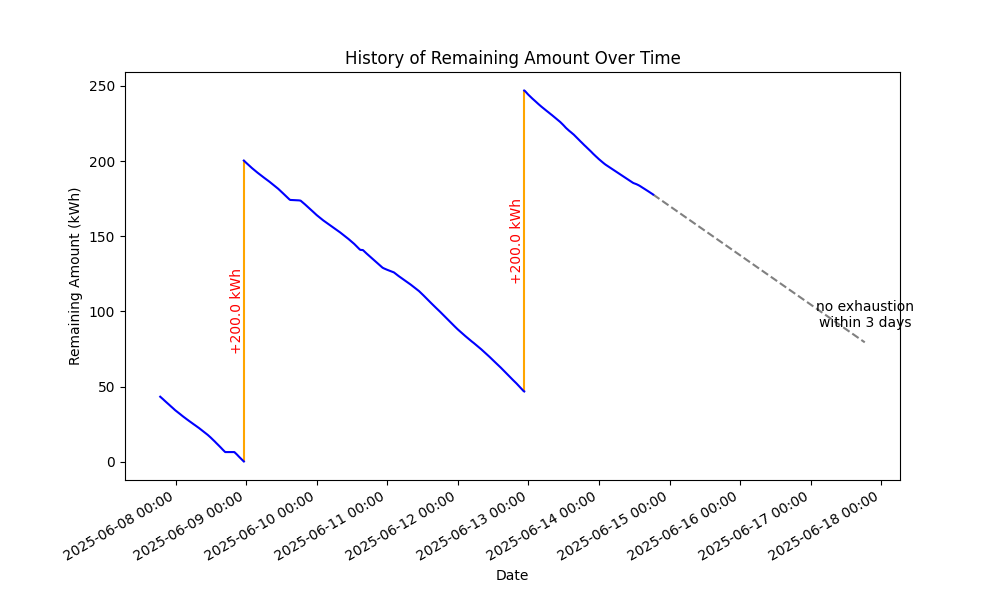 History of Remaining Amount Over Time
Remaining Amount (kWh)
250
200
150
100
50
0
+200.0 kWh
+200.0 kWh
no exhaustion
within 3 days
2025-06-08 00:00
2025-06-09 00:00
2025-06-10 00:00
2025-06-11 00:00
2025-06-12 00:00
2025-06-13 00:00
2025-06-14 00:00
2025-06-15 00:00
2025-06-16 00:00
2025-06-17 00:00
2025-06-18 00:00
Date